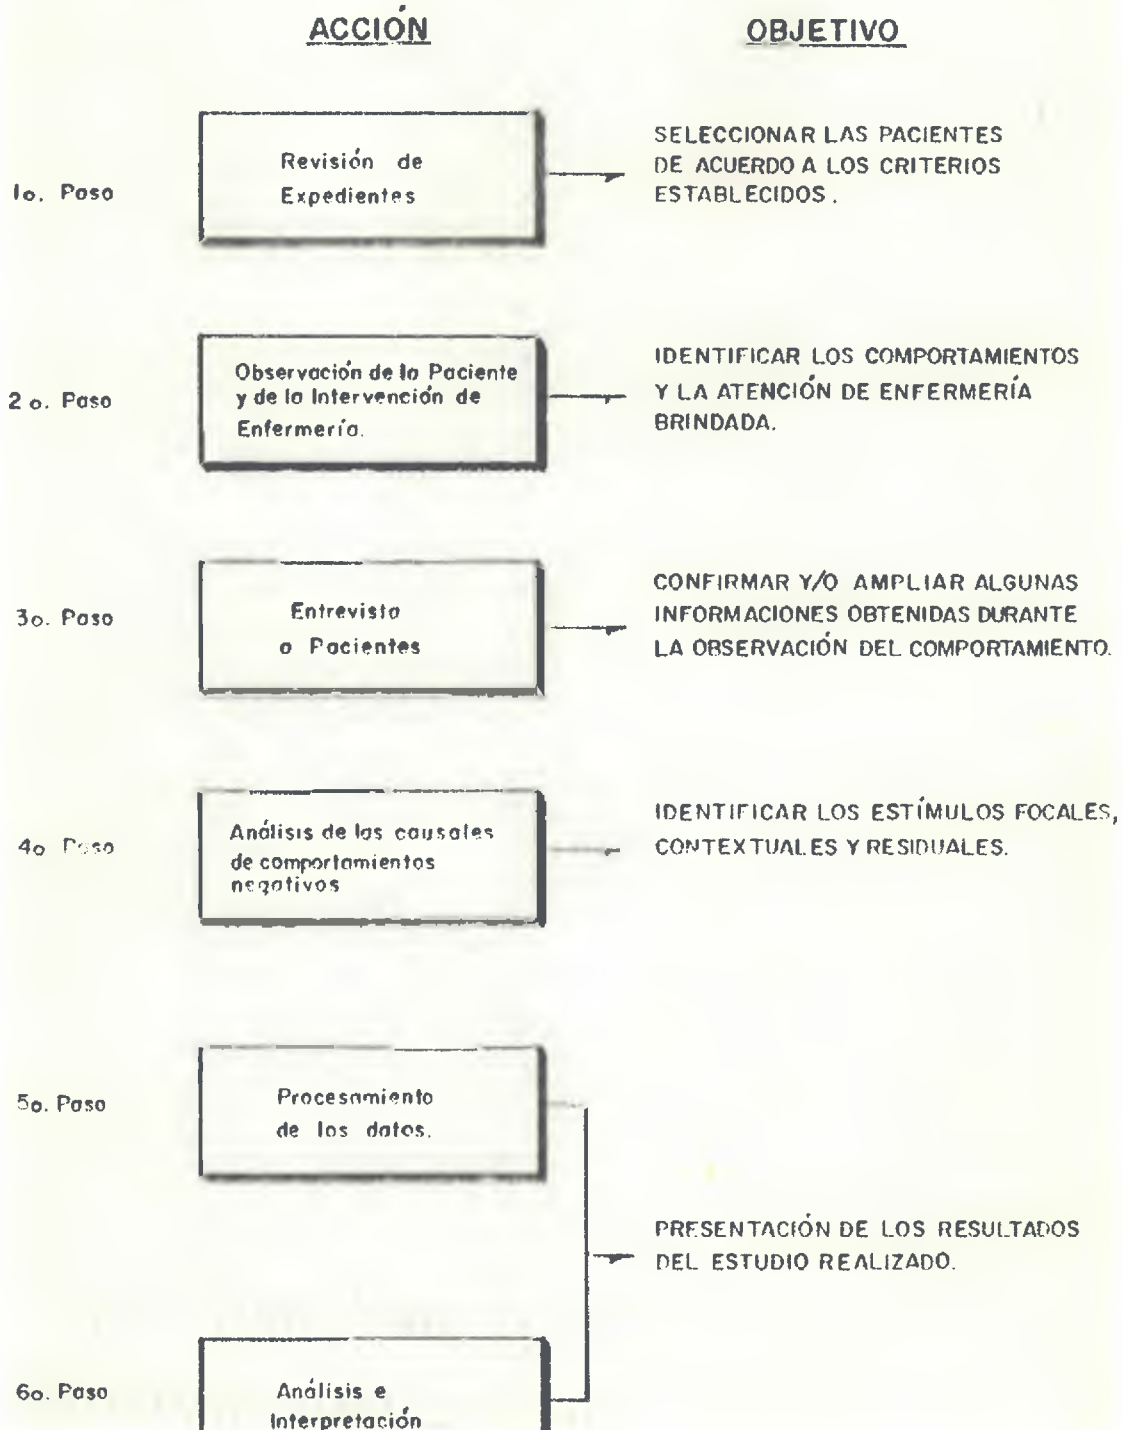 ACCIÓN
OBJETIVO
1o. Paso
Revisión de
Expedientes
SELECCIONAR LAS PACIENTES
DE ACUERDO A LOS CRITERIOS
ESTABLECIDOS.
2o. Paso
Observación de la Paciente
y de la Intervención de
Enfermería.
IDENTIFICAR LOS COMPORTAMIENTOS
Y LA ATENCIÓN DE ENFERMERÍA
BRINDADA.
3o. Paso
Entrevista
a Pacientes
CONFIRMAR Y/O AMPLIAR ALGUNAS
INFORMACIONES OBTENIDAS DURANTE
LA OBSERVACIÓN DEL COMPORTAMIENTO.
4o Paso
Análisis de las causales
de comportamientos
negativos
IDENTIFICAR LOS ESTÍMULOS FOCALES,
CONTEXTUALES Y RESIDUALES.
5o. Paso
Procesamiento
de los datos.
PRESENTACIÓN DE LOS RESULTADOS
DEL ESTUDIO REALIZADO.
6o. Paso
Análisis e
Interpretación